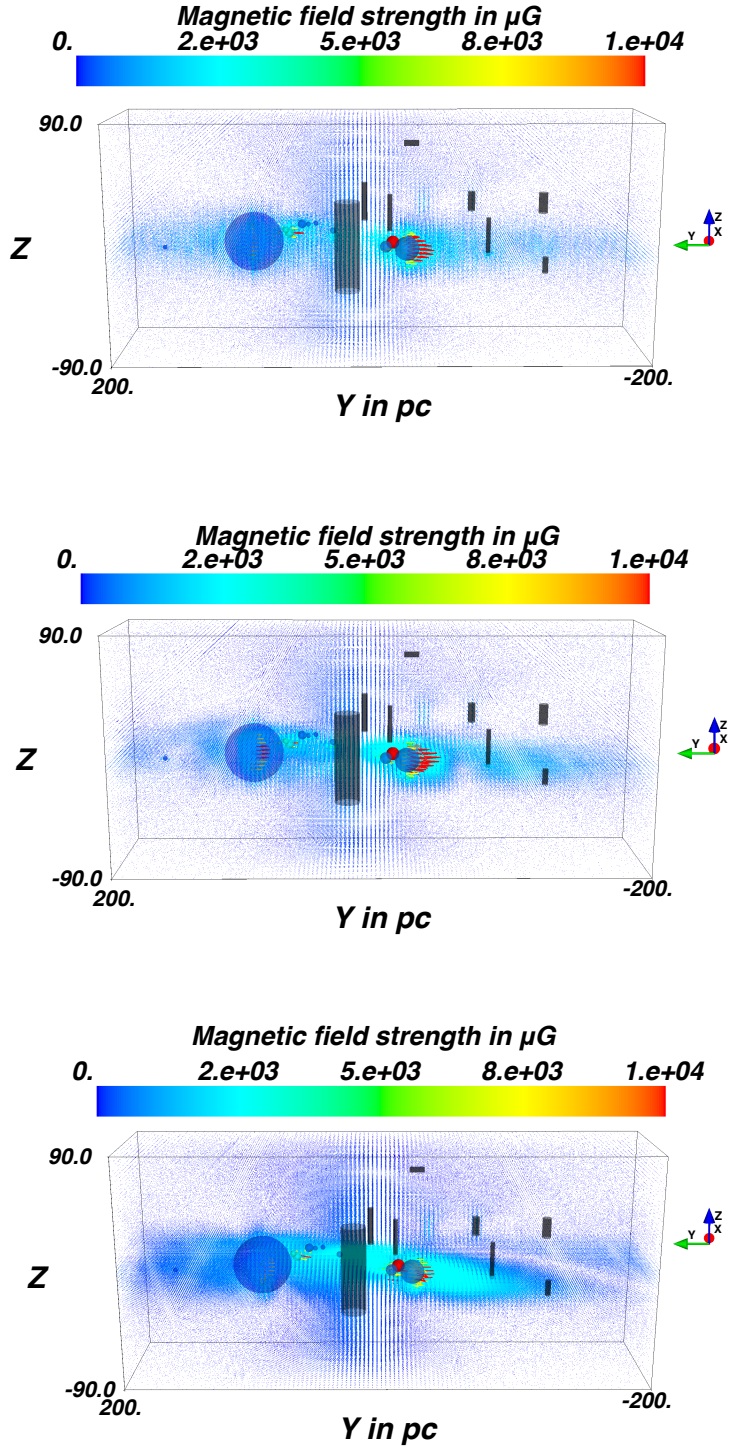 Magnetic field strength in µG
0. 2.e+03 5.e+03 8.e+03 1.e+04
90.0
Z
Z
Y X
-90.0
200. -200.
Y in pc
Magnetic field strength in µG
0. 2.e+03 5.e+03 8.e+03 1.e+04
90.0
Z
Y X
Z
-90.0
200. -200.
Y in pc
Magnetic field strength in µG
0. 2.e+03 5.e+03 8.e+03 1.e+04
90.0
Z
Y X
Z
-90.0
200. -200.
Y in pc